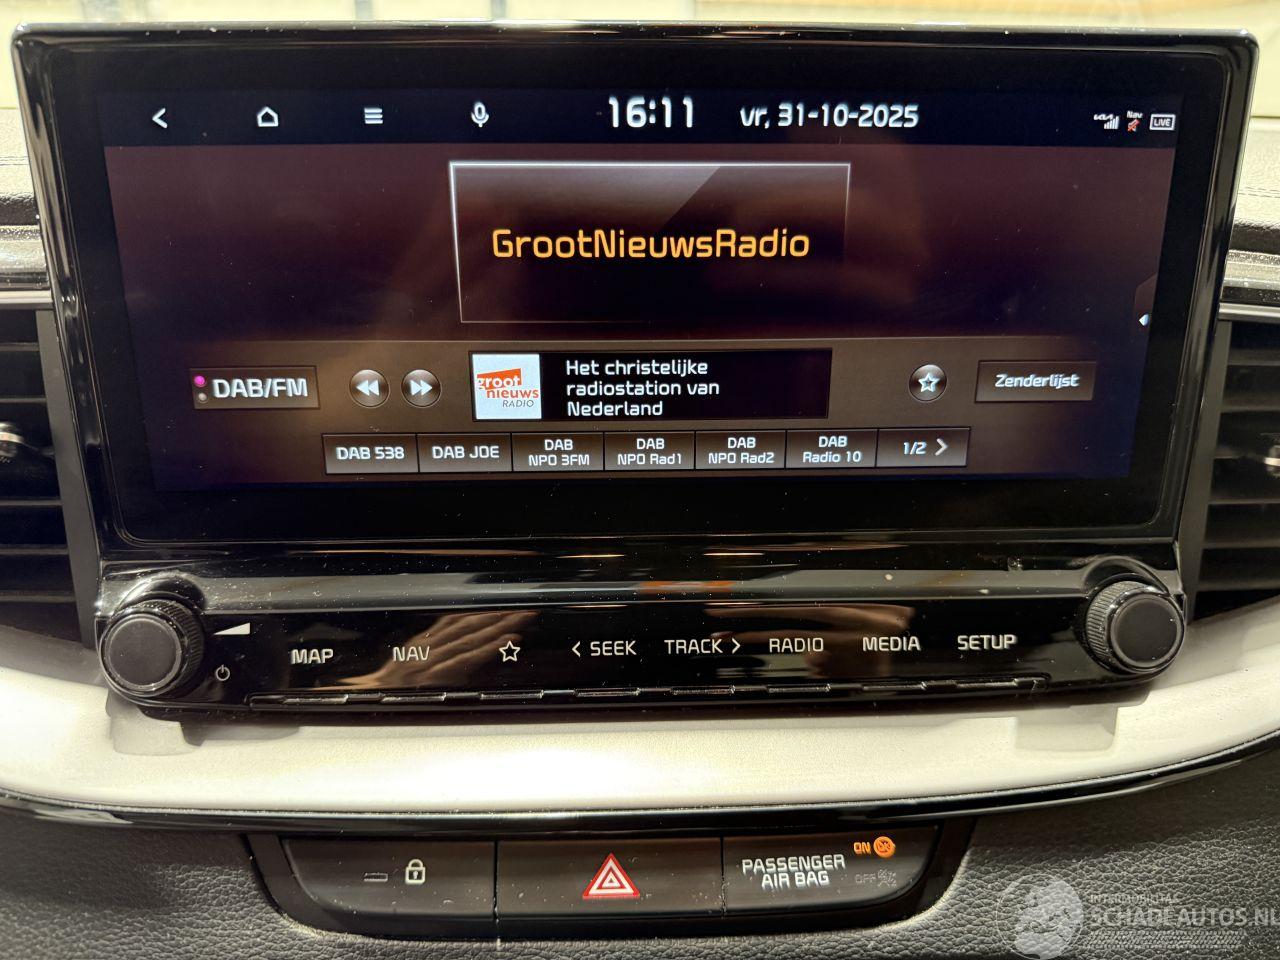 16:11 vr, 31-10-2025
Nav LIVE
GrootNieuwsRadio
DAB/FM
groot
nieuws
RADIO
Het christelijke
radiostation van
Nederland
Zenderlijst
DAB 538
DAB JOE
DAB
NPO 3FM
DAB
NPO Rad1
DAB
NPO Rad2
DAB
Radio 10
1/2 >
MAP NAV < SEEK TRACK > RADIO MEDIA SETUP
PASSENGER
AIR BAG
ON
OFF
INTERMOBILITAS
SCHADEAUTOS.NL